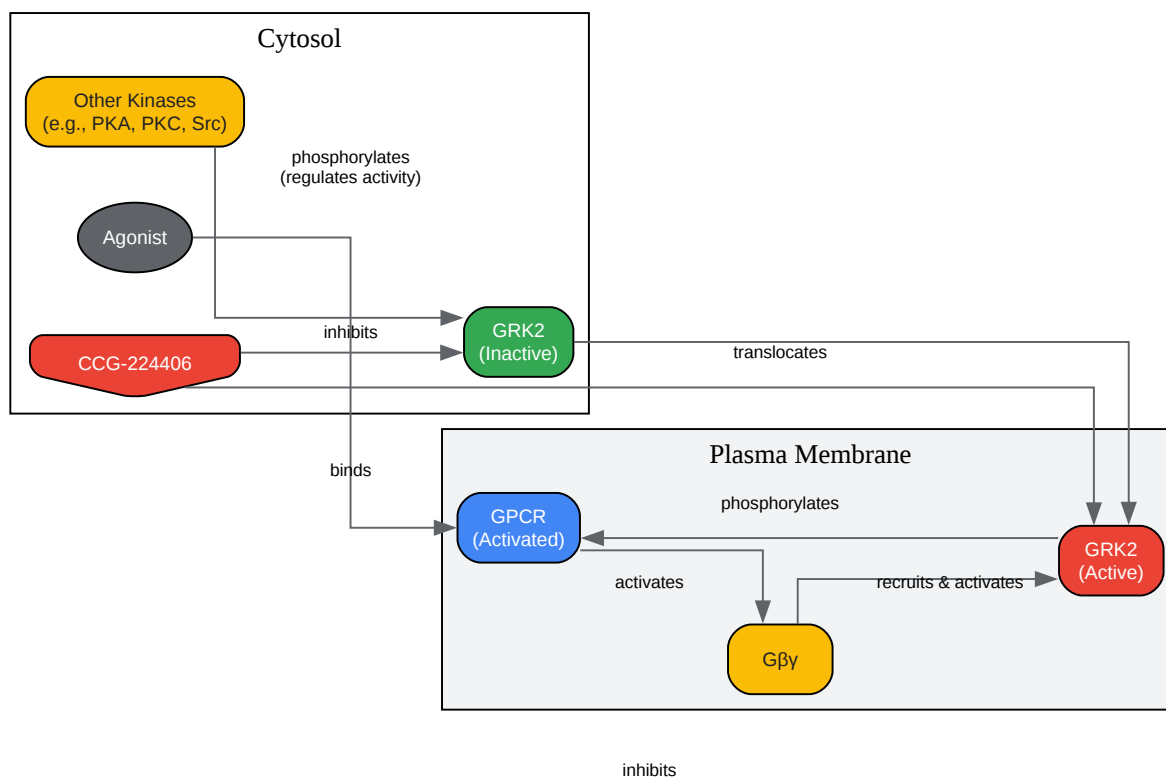 Cytosol
Other Kinases
(e.g., PKA, PKC, Src)
phosphorylates
(regulates activity)
Agonist
inhibits
GRK2
(Inactive)
CCG-224406
translocates
binds
Plasma Membrane
phosphorylates
GPCR
(Activated)
GRK2
(Active)
activates
recruits & activates
Gβγ
inhibits